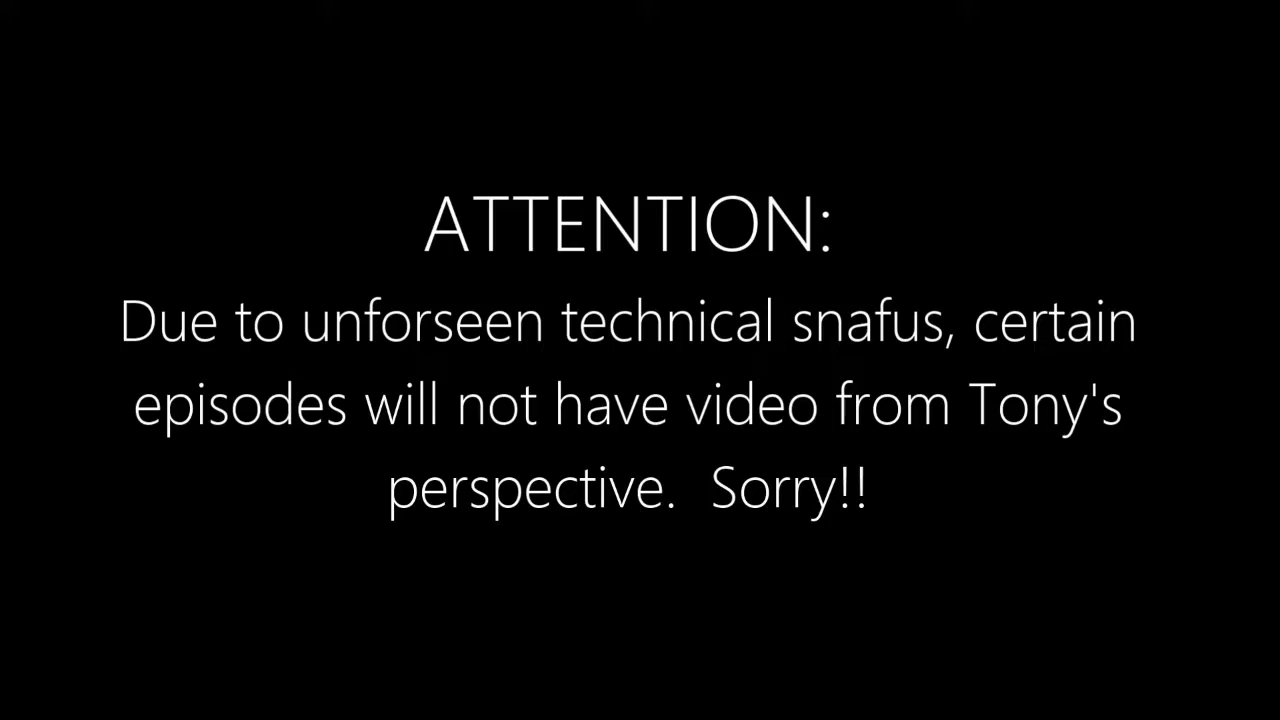 ATTENTION:
Due to unforseen technical snafus, certain
episodes will not have video from Tony's
perspective.  Sorry!!